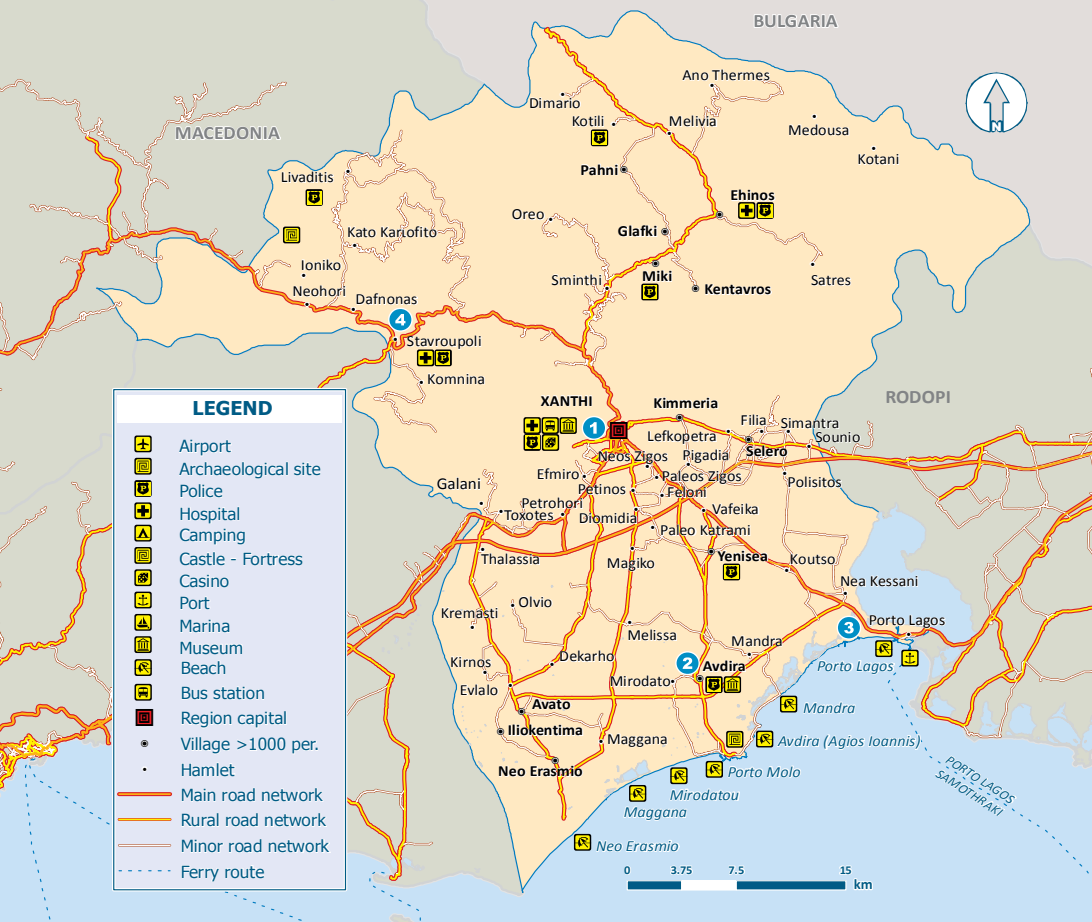 BULGARIA
Ano Thermes
Dimario
Kotili
Melivia
Medousa
MACEDONIA
N
Kotani
Livaditis
Pahni
Ehinos
Oreo
Kato Karıofito
Glafki
Ioniko
Sminthi
Miki
Satres
Neohori
Kentavros
Dafnonas
4
Stavroupoli
Komnina
RODOPI
XANTHI
Kimmeria
1
Filia
Simantra
Lefkopetra
Sounio
Selero
Neos Zigos
Pigadia
Efmiro
Paleos Zigos
Galani
Petinos
Feloni
Polisitos
Petrohori
Toxotes
Diomidia
Vafeika
Paleo Katrami
Thalassia
Magiko
Yenisea
Koutso
Nea Kessani
Olvio
Kremasti
Melissa
3
Porto Lagos
Mandra
Kirnos
Dekarho
2
Avdira
Porto Lagos
Evlalo
Mirodato
Avato
Mandra
Iliokentima
Maggana
Avdira (Agios Ioannis)
Neo Erasmio
Porto Molo
PORTO LAGOS
SAMOTHRAKI
Mirodatou
Maggana
Neo Erasmio
0 3.75 7.5 15
km
LEGEND
Airport
Archaeological site
Police
Hospital
Camping
Castle - Fortress
Casino
Port
Marina
Museum
Beach
Bus station
Region capital
Village >1000 per.
Hamlet
Main road network
Rural road network
Minor road network
Ferry route